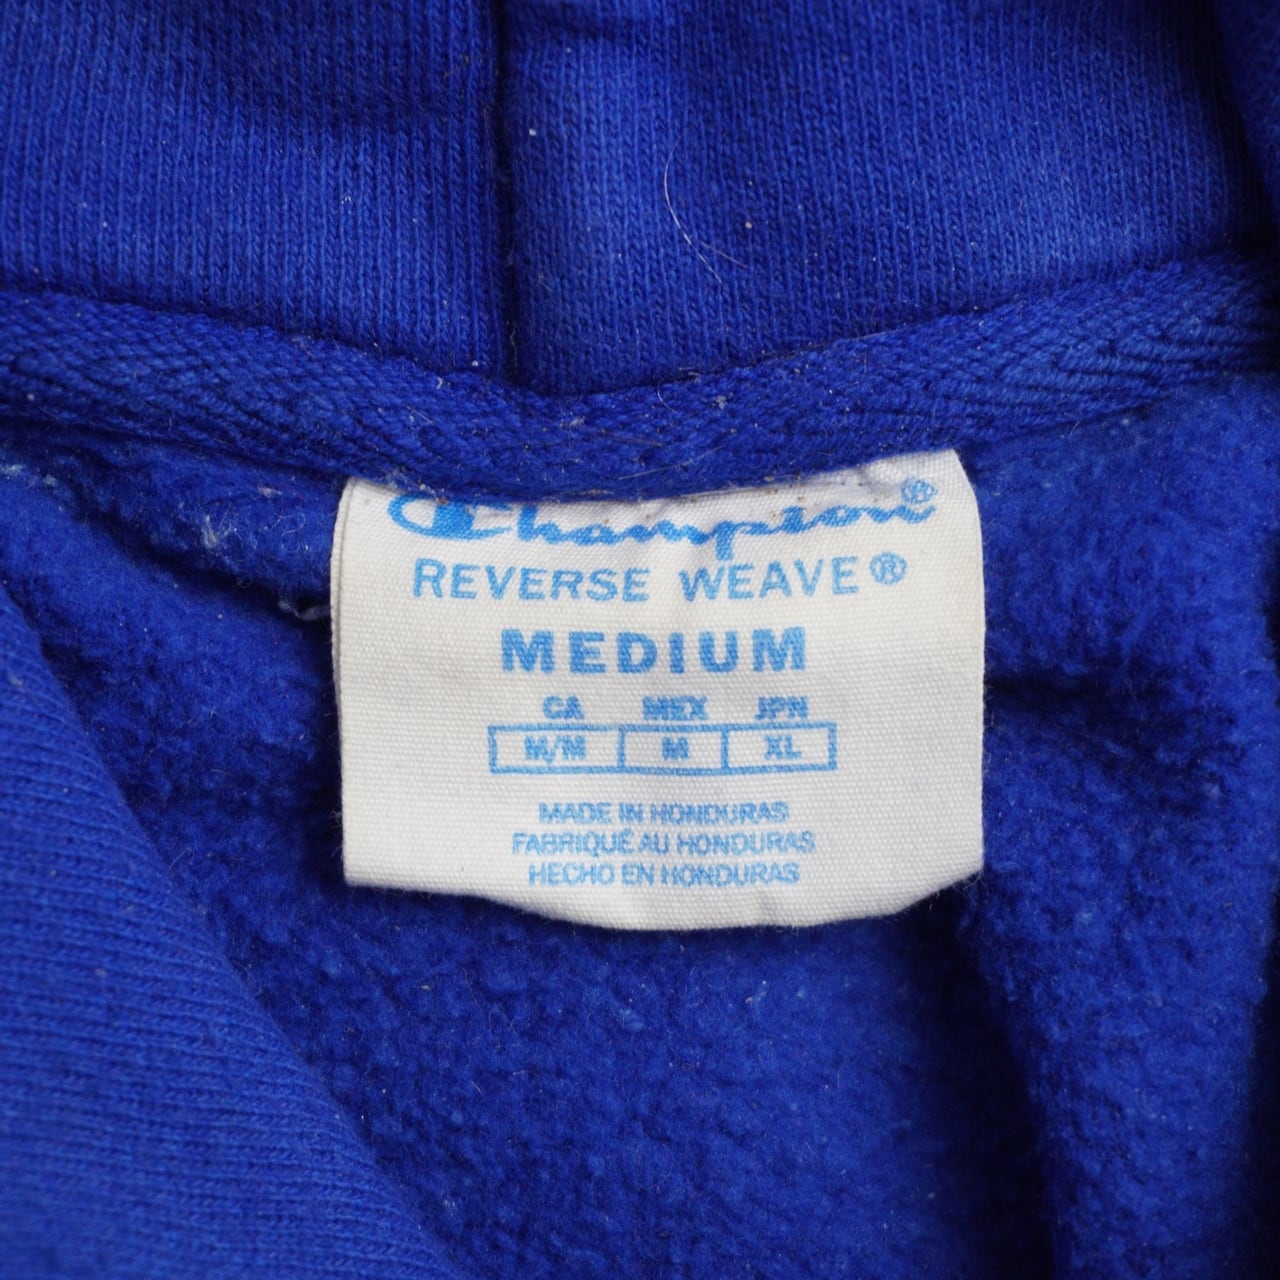 Champion®
REVERSE WEAVE®
MEDIUM
CA MEX JPN
M/M M XL
MADE IN HONDURAS
FABRIQUÉ AU HONDURAS
HECHO EN HONDURAS